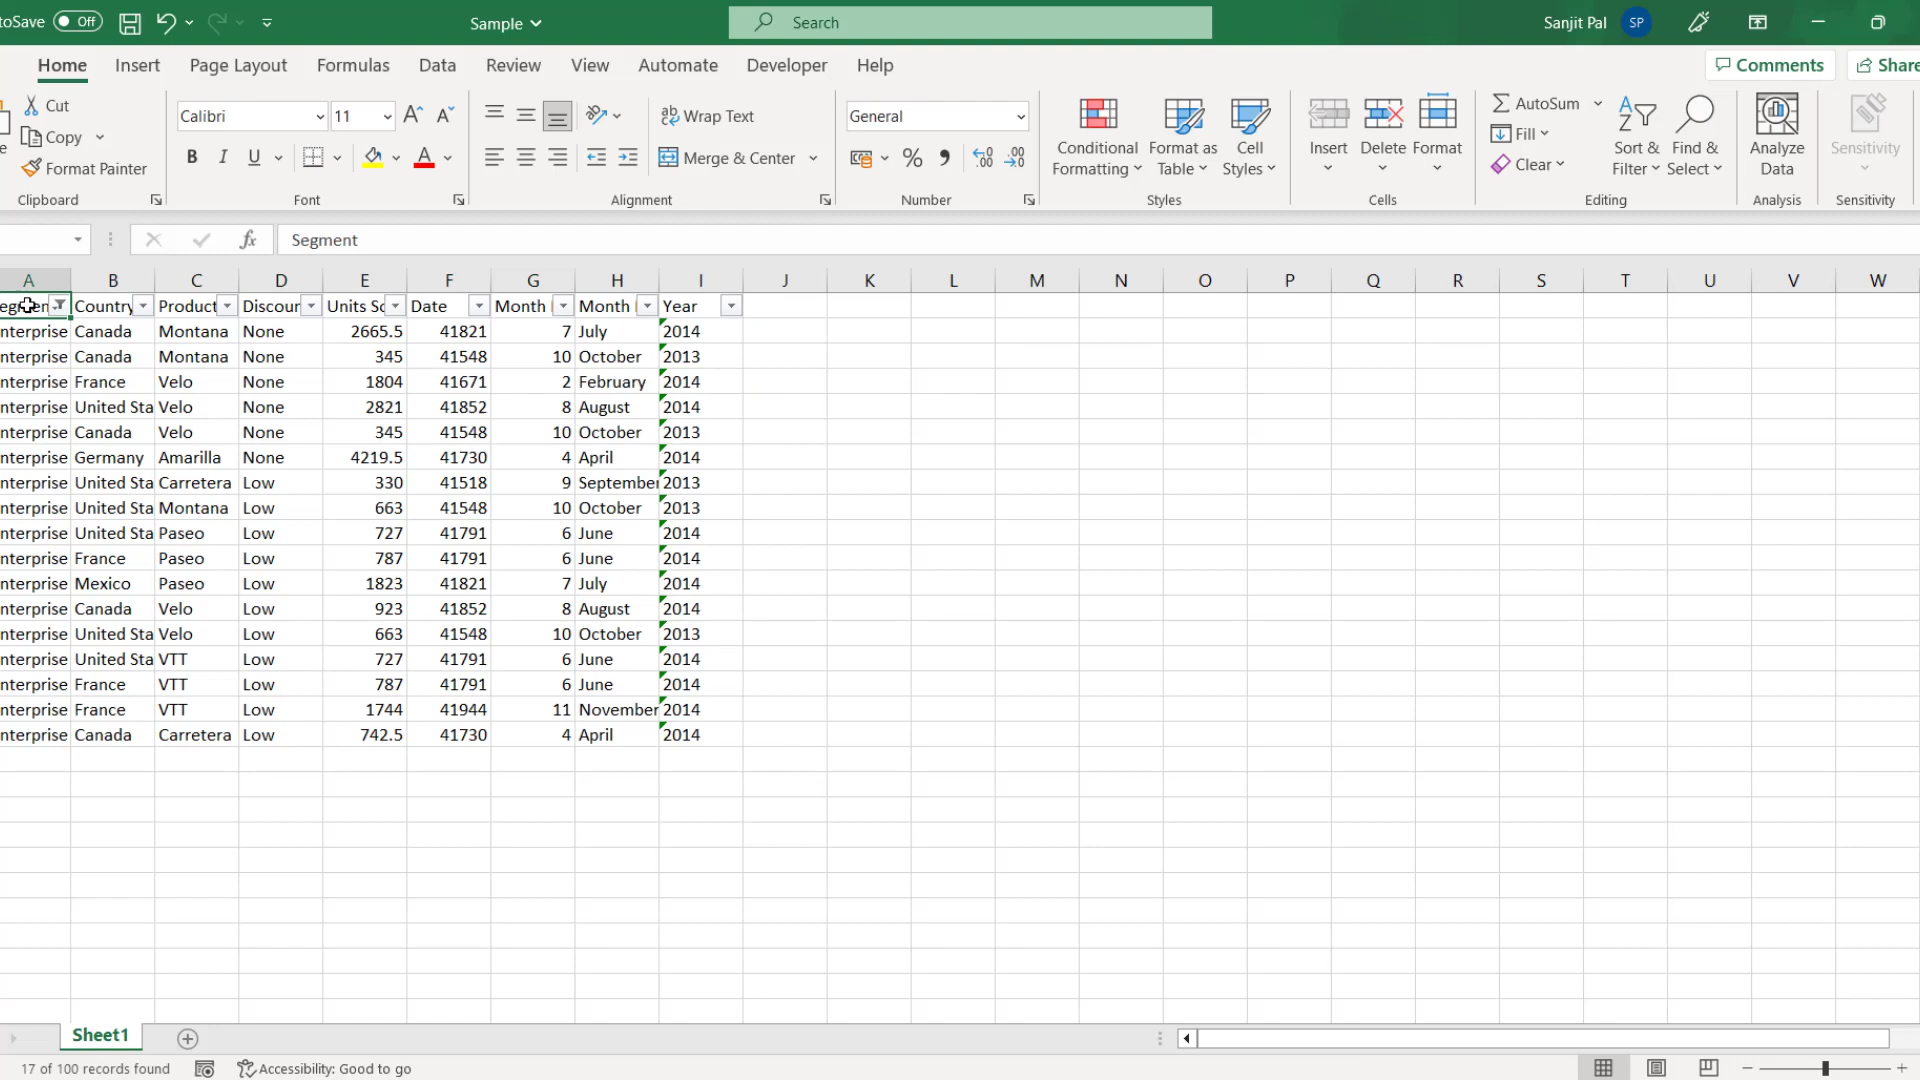 toSave Off Sample Search Sanjit Pal SP
Home Insert Page Layout Formulas Data Review View Automate Developer Help Comments Share
Cut Calibri 11 Wrap Text General AutoSum
Copy Fill
Format Painter B I U Merge & Center % Conditional Formatting Format as Table Cell Styles Insert Delete Format Clear Sort & Filter Find & Select Analyze Data Sensitivity
Clipboard Font Alignment Number Styles Cells Editing Analysis Sensitivity
fx Segment
A B C D E F G H I J K L M N O P Q R S T U V W
egmen Country Product Discour Units Sc Date Month Month Year
nterprise Canada Montana None 2665.5 41821 7 July 2014
nterprise Canada Montana None 345 41548 10 October 2013
nterprise France Velo None 1804 41671 2 February 2014
nterprise United Sta Velo None 2821 41852 8 August 2014
nterprise Canada Velo None 345 41548 10 October 2013
nterprise Germany Amarilla None 4219.5 41730 4 April 2014
nterprise United Sta Carretera Low 330 41518 9 September 2013
nterprise United Sta Montana Low 663 41548 10 October 2013
nterprise United Sta Paseo Low 727 41791 6 June 2014
nterprise France Paseo Low 787 41791 6 June 2014
nterprise Mexico Paseo Low 1823 41821 7 July 2014
nterprise Canada Velo Low 923 41852 8 August 2014
nterprise United Sta Velo Low 663 41548 10 October 2013
nterprise United Sta VTT Low 727 41791 6 June 2014
nterprise France VTT Low 787 41791 6 June 2014
nterprise France VTT Low 1744 41944 11 November 2014
nterprise Canada Carretera Low 742.5 41730 4 April 2014
Sheet1
17 of 100 records found Accessibility: Good to go